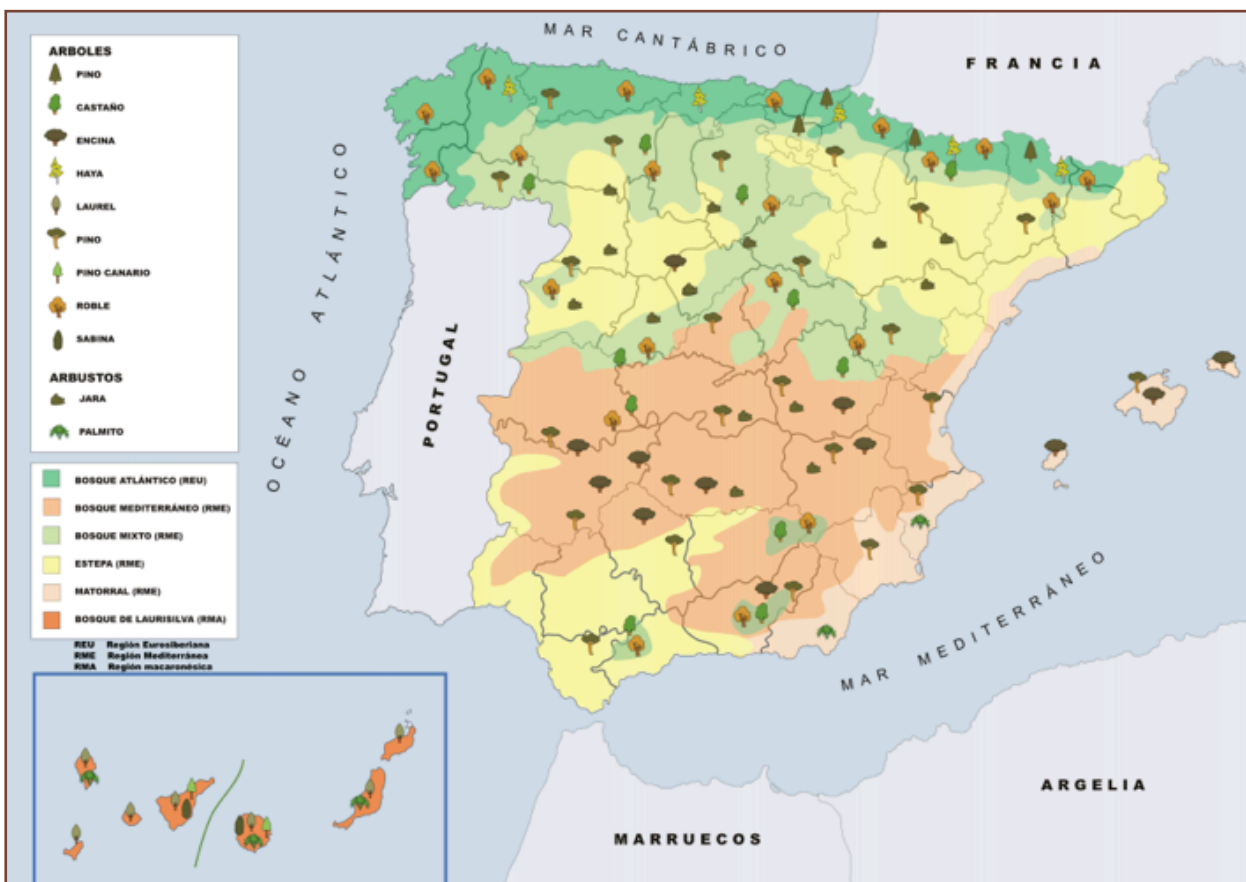 MAR CANTÁBRICO
FRANCIA
ARBOLES
PINO
CASTAÑO
ENCINA
HAYA
LAUREL
PINO
PINO CANARIO
ROBLE
SABINA
ARBUSTOS
JARA
PALMITO
OCÉANO ATLÁNTICO
PORTUGAL
BOSQUE ATLÁNTICO (REU)
BOSQUE MEDITERRÁNEO (RME)
BOSQUE MIXTO (RME)
ESTEPA (RME)
MATORRAL (RME)
BOSQUE DE LAURISILVA (RMA)
REU Región Eurosiberiana
RME Región Mediterránea
RMA Región macaronésica
MAR MEDITERRÁNEO
ARGELIA
MARRUECOS